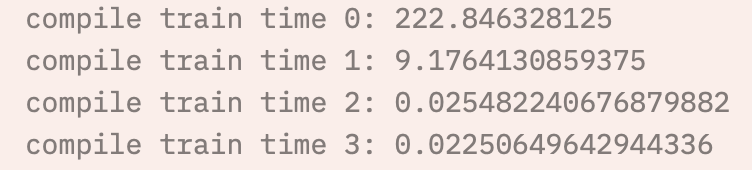 compile train time 0: 222.846328125
compile train time 1: 9.1764130859375
compile train time 2: 0.025482240676879882
compile train time 3: 0.02250649642944336